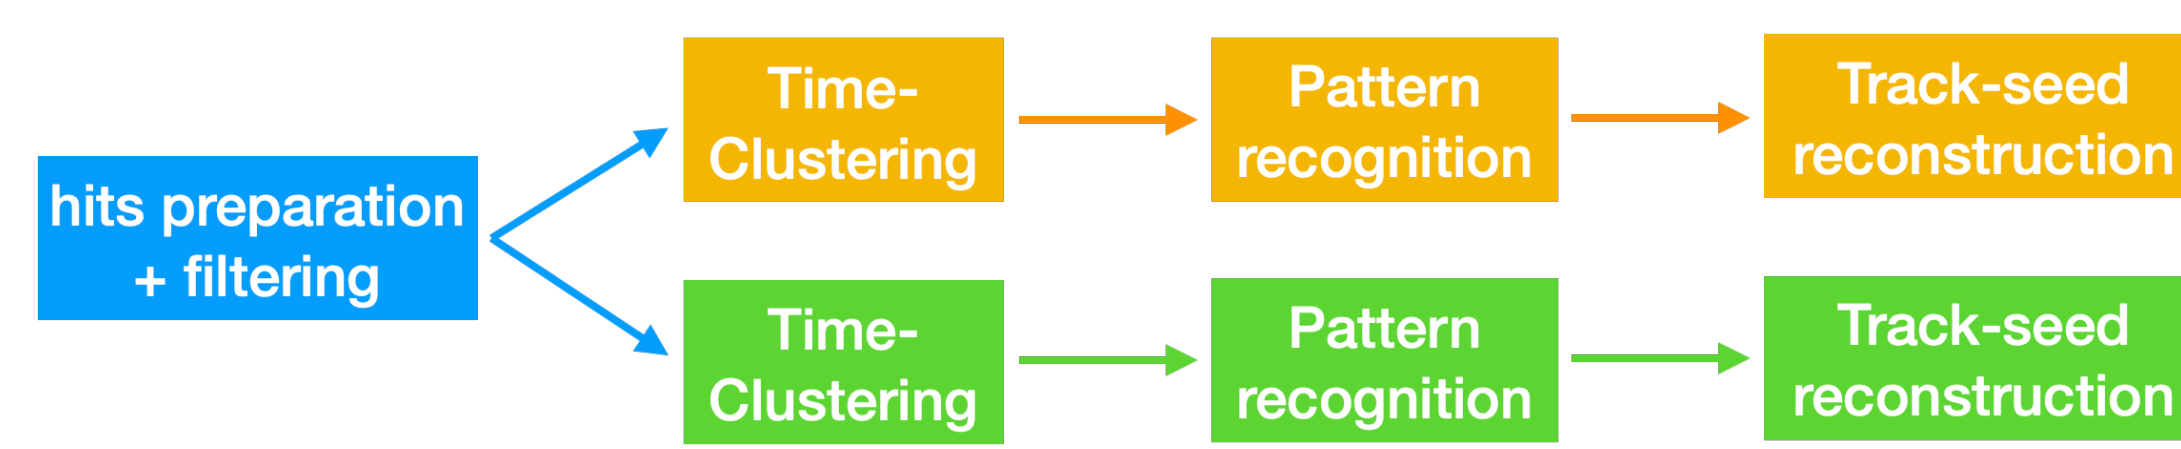 hits preparation
+ filtering
Time-
Clustering
Pattern
recognition
Track-seed
reconstruction
Time-
Clustering
Pattern
recognition
Track-seed
reconstruction